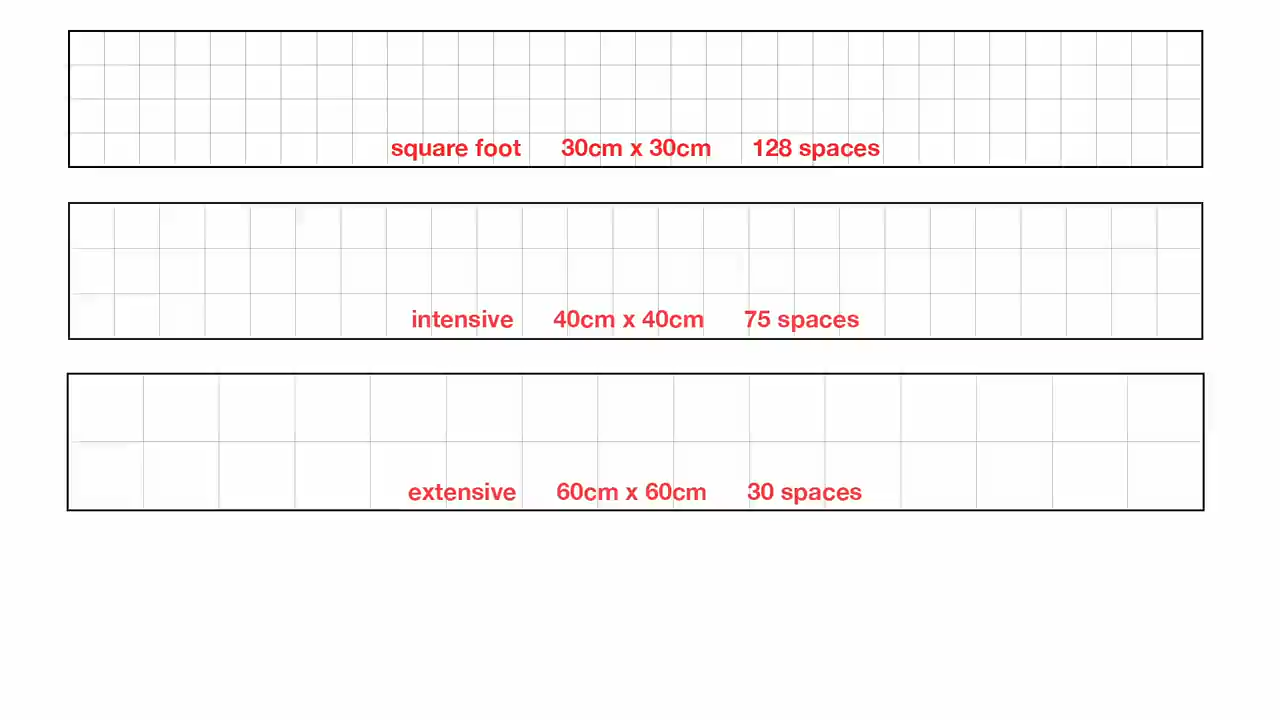 square foot 30cm x 30cm 128 spaces
intensive 40cm x 40cm 75 spaces
extensive 60cm x 60cm 30 spaces